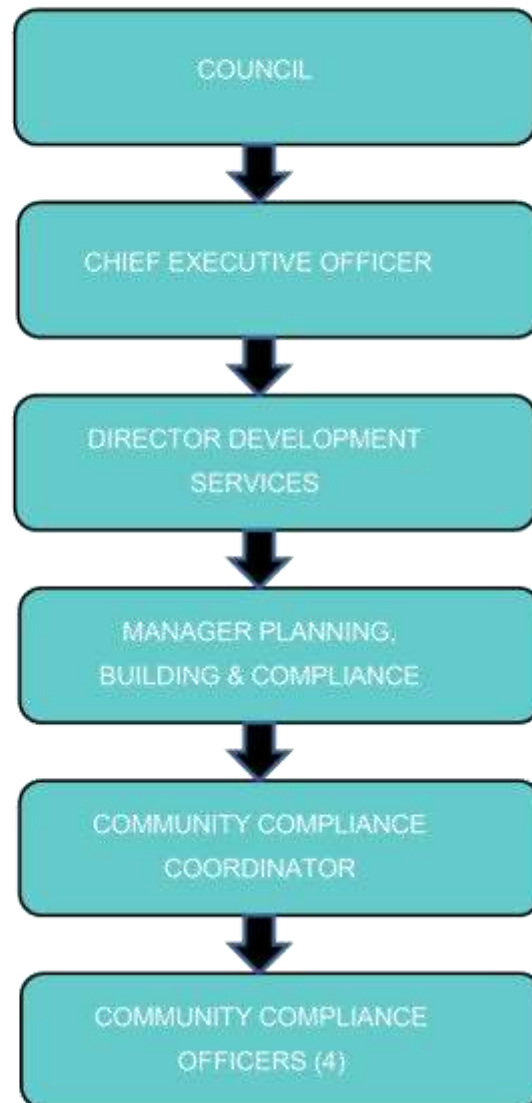 COUNCIL
CHIEF EXECUTIVE OFFICER
DIRECTOR DEVELOPMENT
SERVICES
MANAGER PLANNING,
BUILDING & COMPLIANCE
COMMUNITY COMPLIANCE
COORDINATOR
COMMUNITY COMPLIANCE
OFFICERS (4)